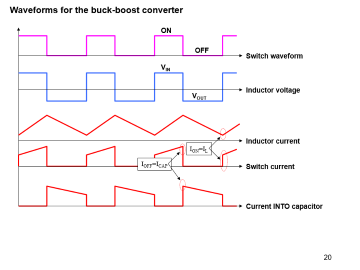 Waveforms for the buck-boost converter
ON
OFF
Switch waveform
VIN
VOUT
Inductor voltage
Inductor current
ION=IL
Switch current
IOFF=ICAP
Current INTO capacitor
20